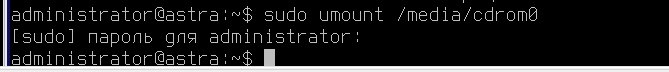 administrator@astra:~$ sudo umount /media/cdrom0
[sudo] пароль для administrator:
administrator@astra:~$